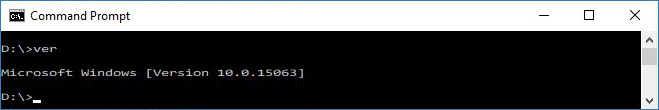 Command Prompt
D:\>ver
Microsoft Windows [Version 10.0.15063]
D:\>